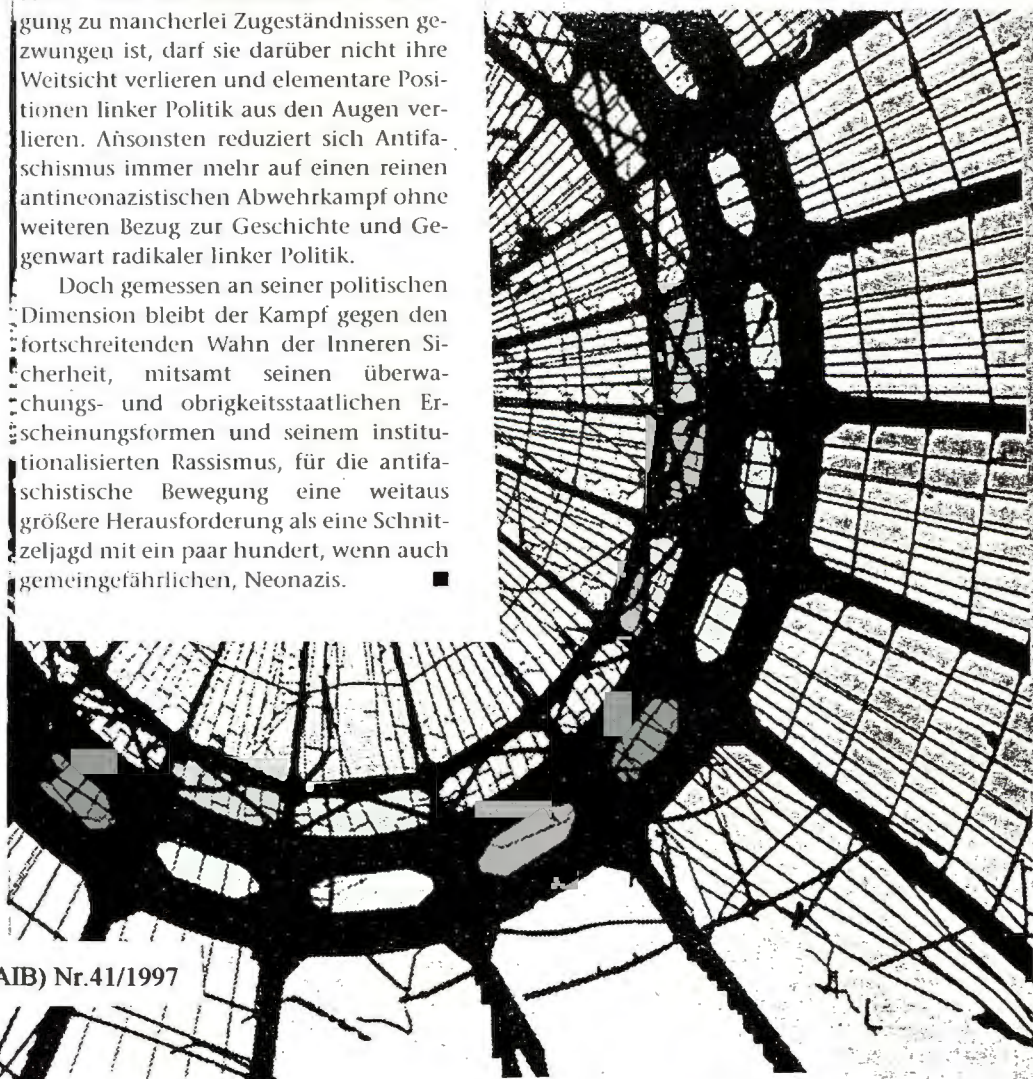 gung zu mancherlei Zugeständnissen ge-
zwungen ist, darf sie darüber nicht ihre
Weitsicht verlieren und elementare Posi-
tionen linker Politik aus den Augen ver-
lieren. Ansonsten reduziert sich Antifa-
schismus immer mehr auf einen reinen
antineonazistischen Abwehrkampf ohne
weiteren Bezug zur Geschichte und Ge-
genwart radikaler linker Politik.
Doch gemessen an seiner politischen
Dimension bleibt der Kampf gegen den
fortschreitenden Wahn der Inneren Si-
cherheit, mitsamt seinen überwa-
chungs- und obrigkeitsstaatlichen Er-
scheinungsformen und seinem institu-
tionalisierten Rassismus, für die antifa-
schistische Bewegung eine weitaus
größere Herausforderung als eine Schnit-
zeljagd mit ein paar hundert, wenn auch
gemeingefährlichen, Neonazis. ■
AIB) Nr.41/1997